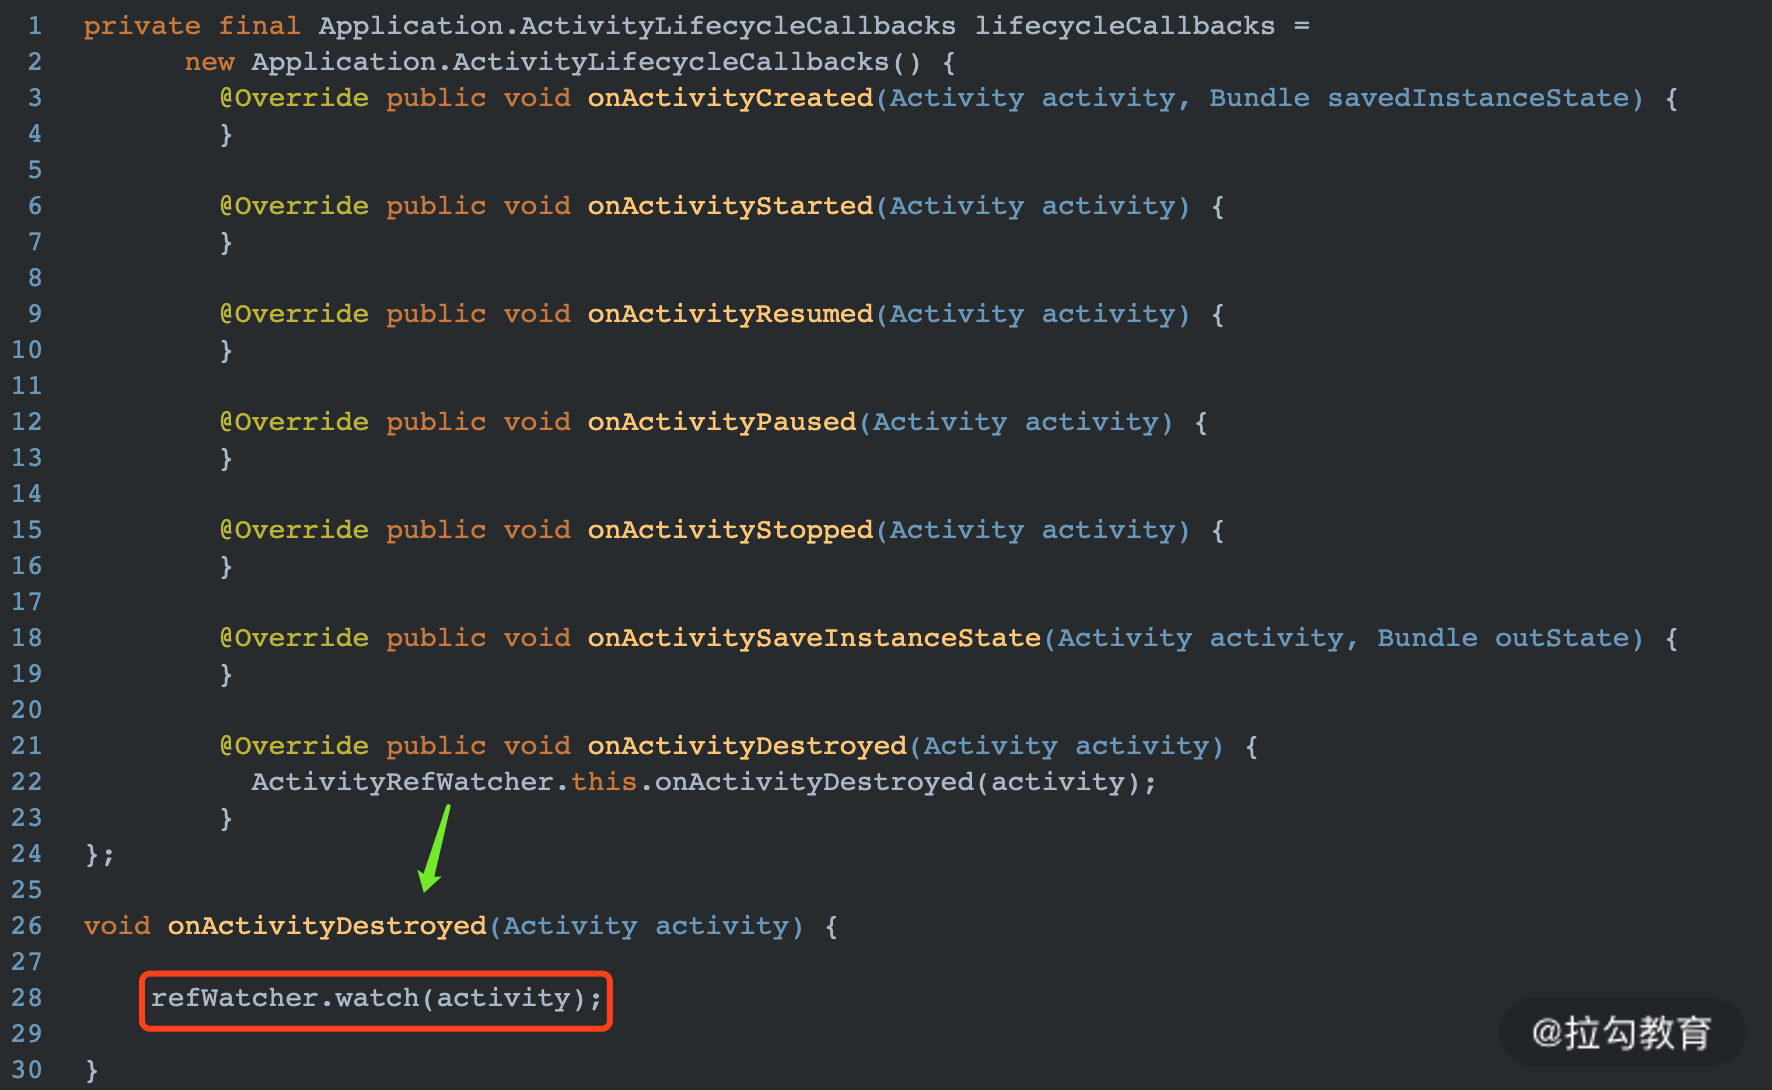 1 private final Application.ActivityLifecycleCallbacks lifecycleCallbacks =
2 new Application.ActivityLifecycleCallbacks() {
3 @Override public void onActivityCreated(Activity activity, Bundle savedInstanceState) {
4 }
5
6 @Override public void onActivityStarted(Activity activity) {
7 }
8
9 @Override public void onActivityResumed(Activity activity) {
10 }
11
12 @Override public void onActivityPaused(Activity activity) {
13 }
14
15 @Override public void onActivityStopped(Activity activity) {
16 }
17
18 @Override public void onActivitySaveInstanceState(Activity activity, Bundle outState) {
19 }
20
21 @Override public void onActivityDestroyed(Activity activity) {
22 ActivityRefWatcher.this.onActivityDestroyed(activity);
23 }
24 };
25
26 void onActivityDestroyed(Activity activity) {
27
28 refWatcher.watch(activity);
29
30 }
@拉勾教育